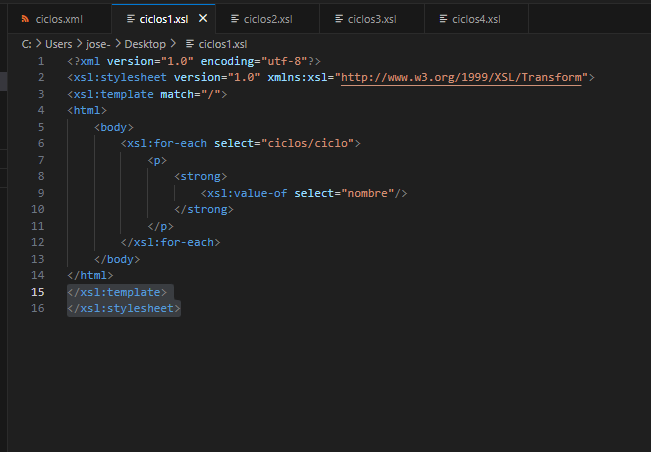 ciclos.xml ciclos1.xsl ciclos2.xsl ciclos3.xsl ciclos4.xsl
C: > Users > jose- > Desktop > ciclos1.xsl
1 <?xml version="1.0" encoding="utf-8"?>
2 <xsl:stylesheet version="1.0" xmlns:xsl="http://www.w3.org/1999/XSL/Transform">
3 <xsl:template match="/">
4 <html>
5 <body>
6 <xsl:for-each select="ciclos/ciclo">
7 <p>
8 <strong>
9 <xsl:value-of select="nombre"/>
10 </strong>
11 </p>
12 </xsl:for-each>
13 </body>
14 </html>
15 </xsl:template>
16 </xsl:stylesheet>